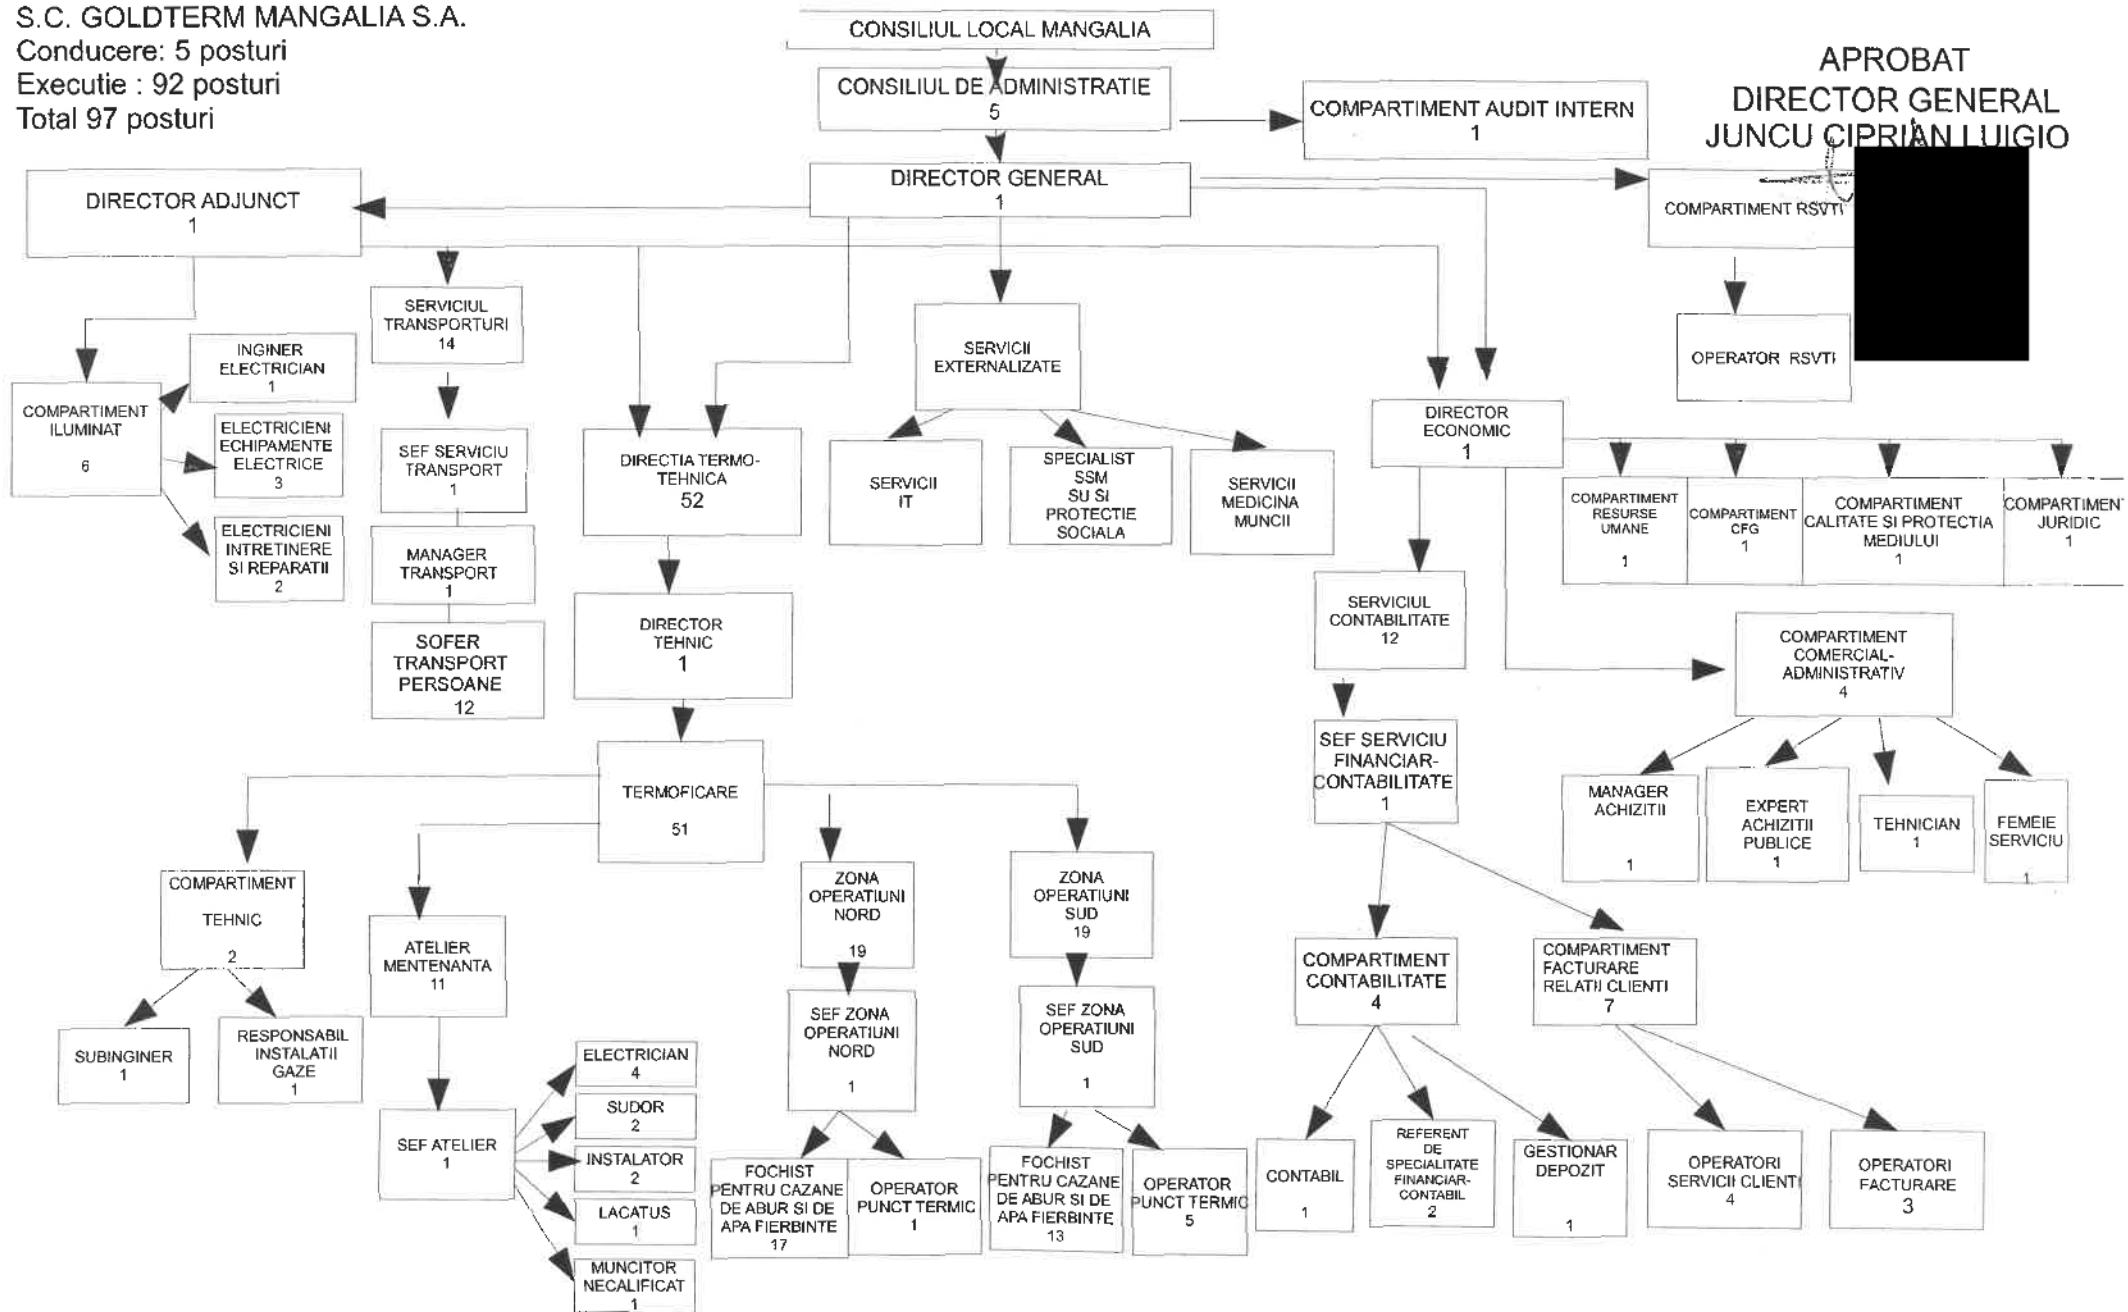 S.C. GOLDTERM MANGALIA S.A.
Conducere: 5 posturi
Executie : 92 posturi
Total 97 posturi
CONSILIUL LOCAL MANGALIA
CONSILIUL DE ADMINISTRATIE
5
COMPARTIMENT AUDIT INTERN
1
APROBAT
DIRECTOR GENERAL
JUNCU CIPRIAN LUIGIO
DIRECTOR ADJUNCT
1
DIRECTOR GENERAL
1
COMPARTIMENT RSVTI
OPERATOR RSVTI
SERVICIUL
TRANSPORTURI
14
SERVICII
EXTERNALIZATE
INGINER
ELECTRICIAN
1
COMPARTIMENT
ILUMINAT
6
ELECTRICIENI
ECHIPAMENTE
ELECTRICE
3
ELECTRICIENI
INTRETINERE
SI REPARATII
2
SEF SERVICIU
TRANSPORT
1
MANAGER
TRANSPORT
1
SOFER
TRANSPORT
PERSOANE
12
DIRECTIA TERMO-
TEHNICA
52
DIRECTOR
TEHNIC
1
SERVICII
IT
SPECIALIST
SSM
SU SI
PROTECTIE
SOCIALA
SERVICII
MEDICINA
MUNCII
DIRECTOR
ECONOMIC
1
COMPARTIMENT
RESURSE
UMANE
1
COMPARTIMENT
CFG
1
COMPARTIMENT
CALITATE SI PROTECTIA
MEDIULUI
1
COMPARTIMENT
JURIDIC
1
SERVICIUL
CONTABILITATE
12
COMPARTIMENT
COMERCIAL-
ADMINISTRATIV
4
SEF SERVICIU
FINANCIAR-
CONTABILITATE
1
MANAGER
ACHIZITII
1
EXPERT
ACHIZITII
PUBLICE
1
TEHNICIAN
1
FEMEIE
SERVICIU
1
TERMOFICARE
51
COMPARTIMENT
TEHNIC
2
ATELIER
MENTENANTA
11
ZONA
OPERATIUNI
NORD
19
ZONA
OPERATIUNI
SUD
19
COMPARTIMENT
CONTABILITATE
4
COMPARTIMENT
FACTURARE
RELATII CLIENTI
7
SUBINGINER
1
RESPONSABIL
INSTALATII
GAZE
1
SEF ATELIER
1
ELECTRICIAN
4
SUDOR
2
INSTALATOR
2
LACATUS
1
MUNCITOR
NECALIFICAT
1
SEF ZONA
OPERATIUNI
NORD
1
SEF ZONA
OPERATIUNI
SUD
1
FOCHIST
PENTRU CAZANE
DE ABUR SI DE
APA FIERBINTE
17
OPERATOR
PUNCT TERMIC
1
FOCHIST
PENTRU CAZANE
DE ABUR SI DE
APA FIERBINTE
13
OPERATOR
PUNCT TERMIC
5
CONTABIL
1
REFERENT
DE
SPECIALITATE
FINANCIAR-
CONTABIL
2
GESTIONAR
DEPOZIT
1
OPERATORI
SERVICII CLIENTI
4
OPERATORI
FACTURARE
3